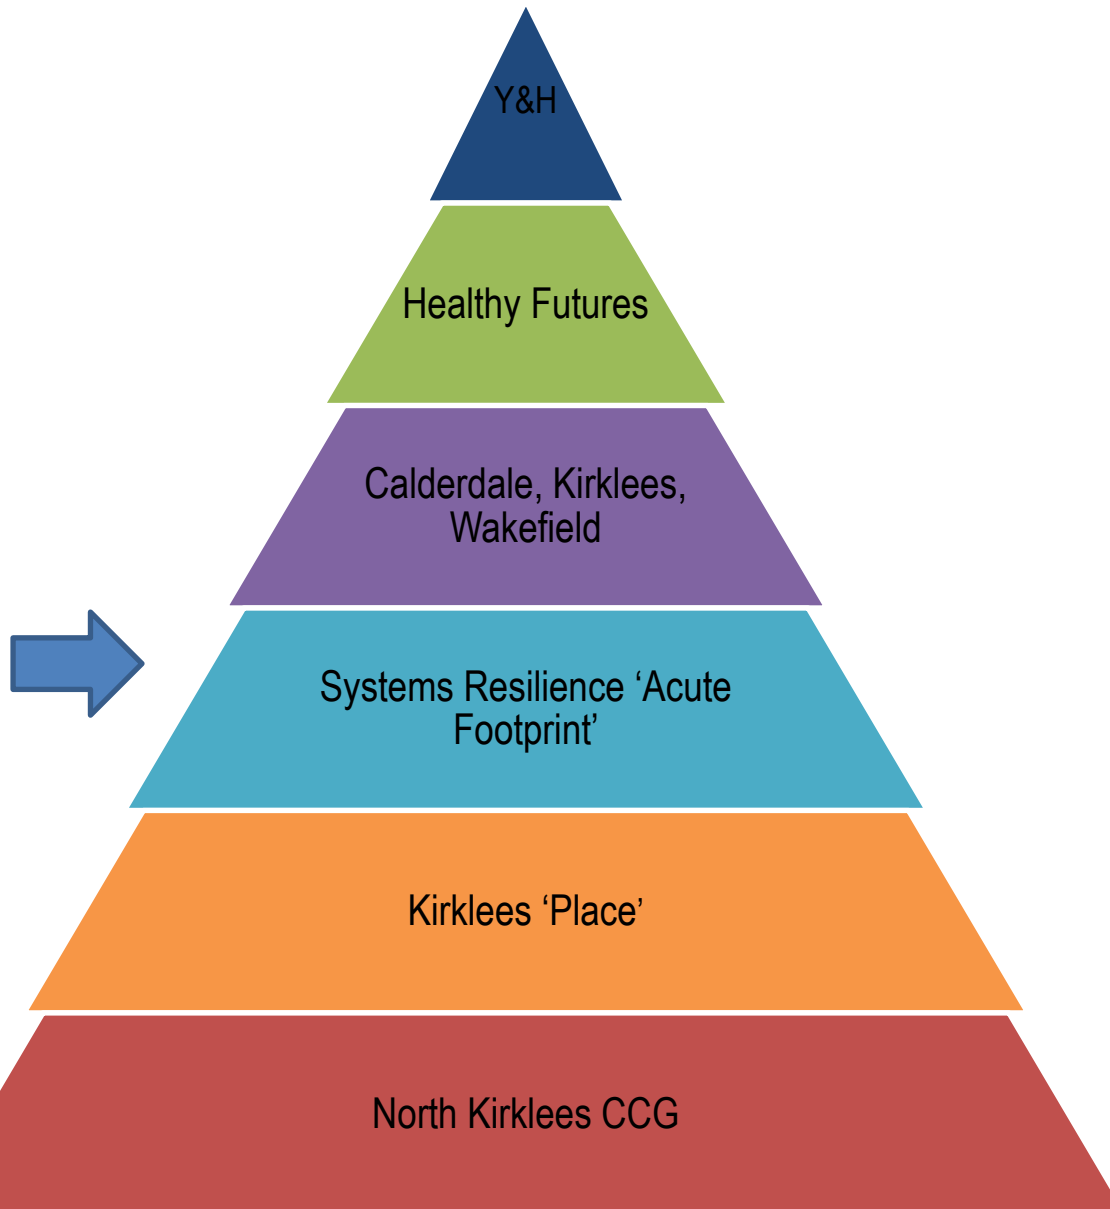 Y&H
Healthy Futures
Calderdale, Kirklees,
Wakefield
Systems Resilience ‘Acute
Footprint’
Kirklees ‘Place’
North Kirklees CCG